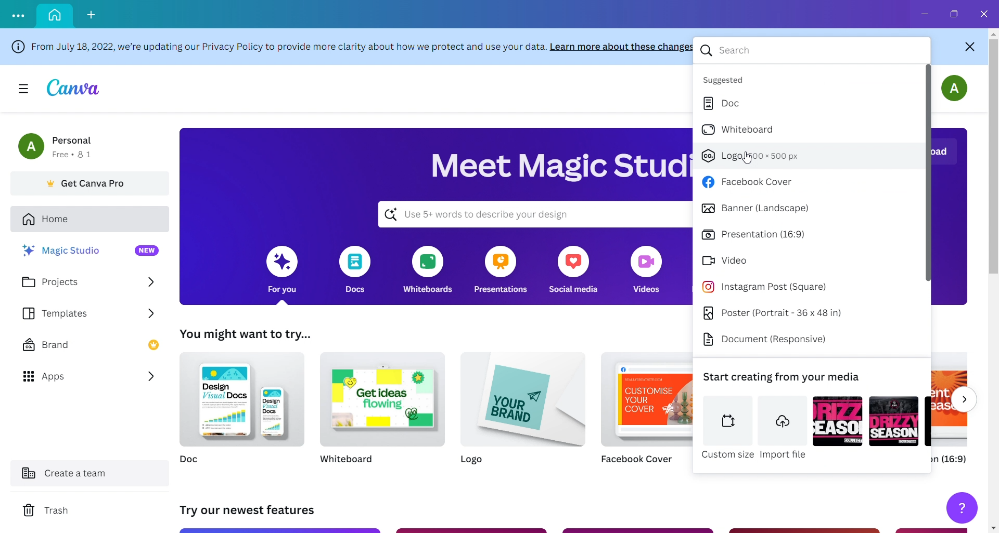 From July 18, 2022, we're updating our Privacy Policy to provide more clarity about how we protect and use your data. Learn more about these changes
Search
Canva
A
A
Personal
Free • 1
Get Canva Pro
Home
Magic Studio NEW
Projects
Templates
Brand
Apps
Create a team
Trash
Meet Magic Studi
Use 5+ words to describe your design
For you
Docs
Whiteboards
Presentations
Social media
Videos
oad
You might want to try...
Design
Visual Docs
Design
Visual Docs
Get ideas
flowing
YOUR
BRAND
CUSTOMISE
YOUR
COVER
Doc
Whiteboard
Logo
Facebook Cover
on (16:9)
Try our newest features
Suggested
Doc
Whiteboard
CO.
Logo 500 × 500 px
Facebook Cover
Banner (Landscape)
Presentation (16:9)
Video
Instagram Post (Square)
Poster (Portrait - 36 x 48 in)
Document (Responsive)
Start creating from your media
DRIZZ
SEASON
DRIZZY
SEASON
Custom size
Import file
?